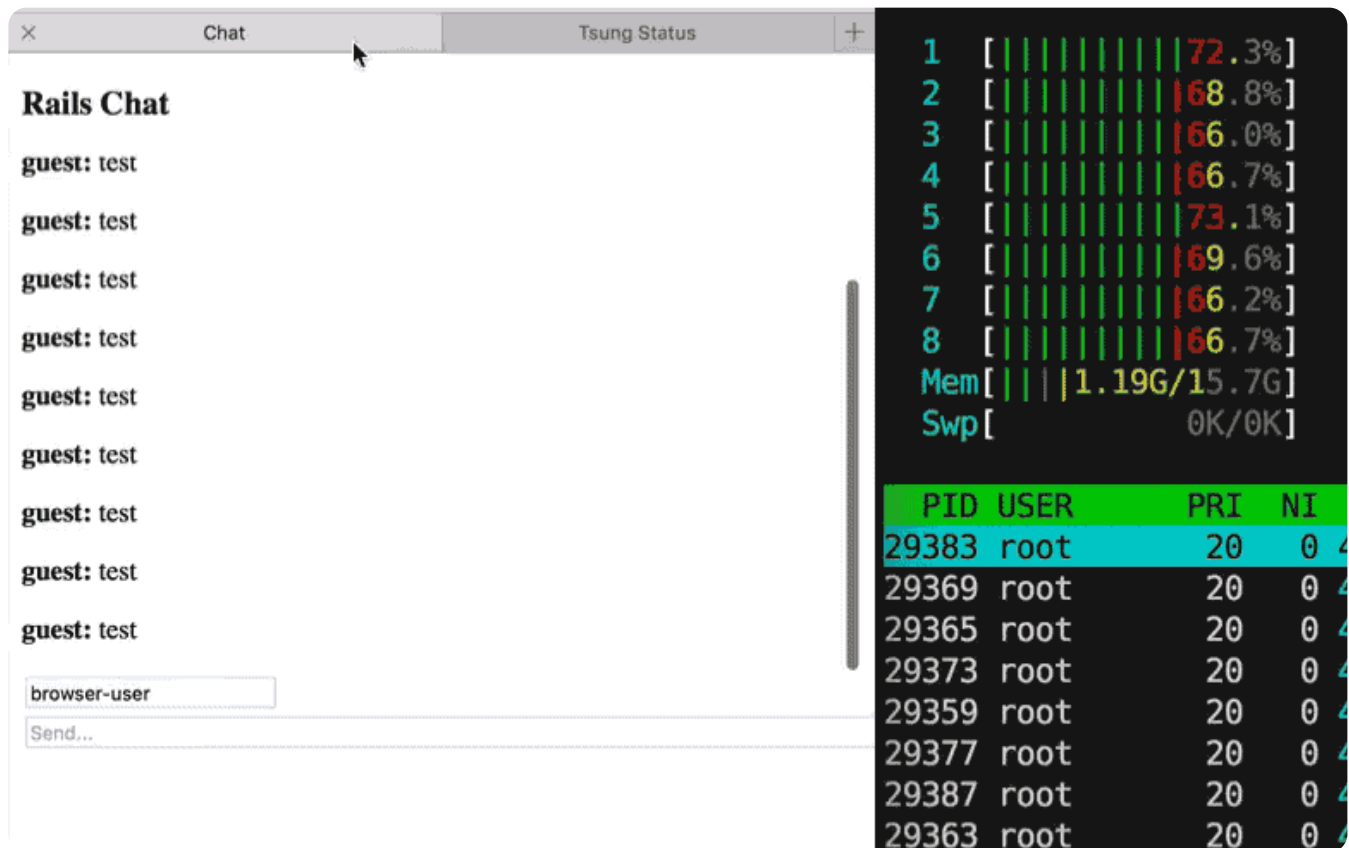 Chat
Tsung Status
Rails Chat
guest: test
guest: test
guest: test
guest: test
guest: test
guest: test
guest: test
guest: test
guest: test
browser-user
Send...
1 [||||||||||72.3%]
2 [||||||||||68.8%]
3 [||||||||||66.0%]
4 [||||||||||66.7%]
5 [||||||||||73.1%]
6 [||||||||||69.6%]
7 [||||||||||66.2%]
8 [||||||||||66.7%]
Mem[||||1.19G/15.7G]
Swp[ 0K/0K]
PID USER PRI NI
29383 root 20 0
29369 root 20 0
29365 root 20 0
29373 root 20 0
29359 root 20 0
29377 root 20 0
29387 root 20 0
29363 root 20 0